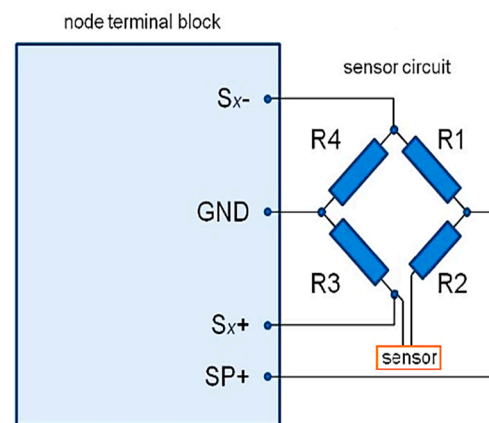 node terminal block
sensor circuit
Sx-
R4
R1
GND
R3
R2
Sx+
sensor
SP+